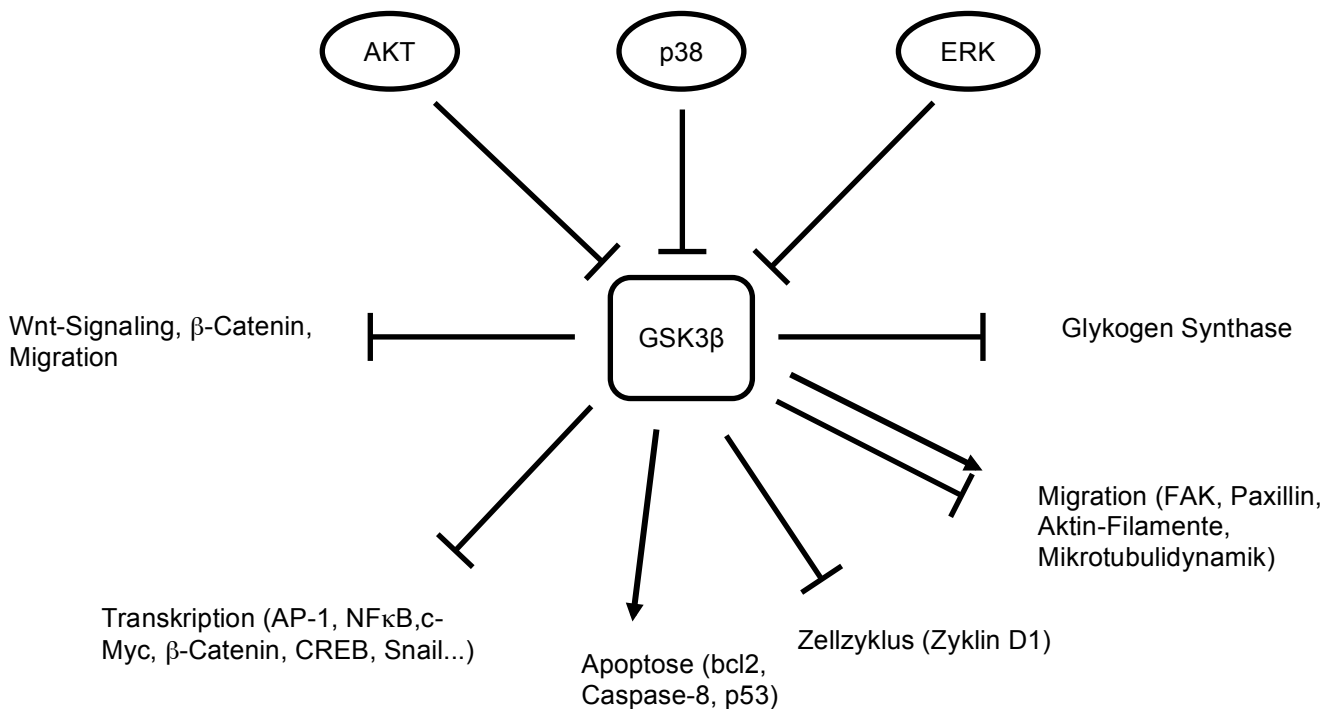 AKT
p38
ERK
Wnt-Signaling, β-Catenin,
Migration
GSK3β
Glykogen Synthase
Migration (FAK, Paxillin,
Aktin-Filamente,
Mikrotubulidynamik)
Transkription (AP-1, NFκB,c-
Myc, β-Catenin, CREB, Snail...)
Apoptose (bcl2,
Caspase-8, p53)
Zellzyklus (Zyklin D1)